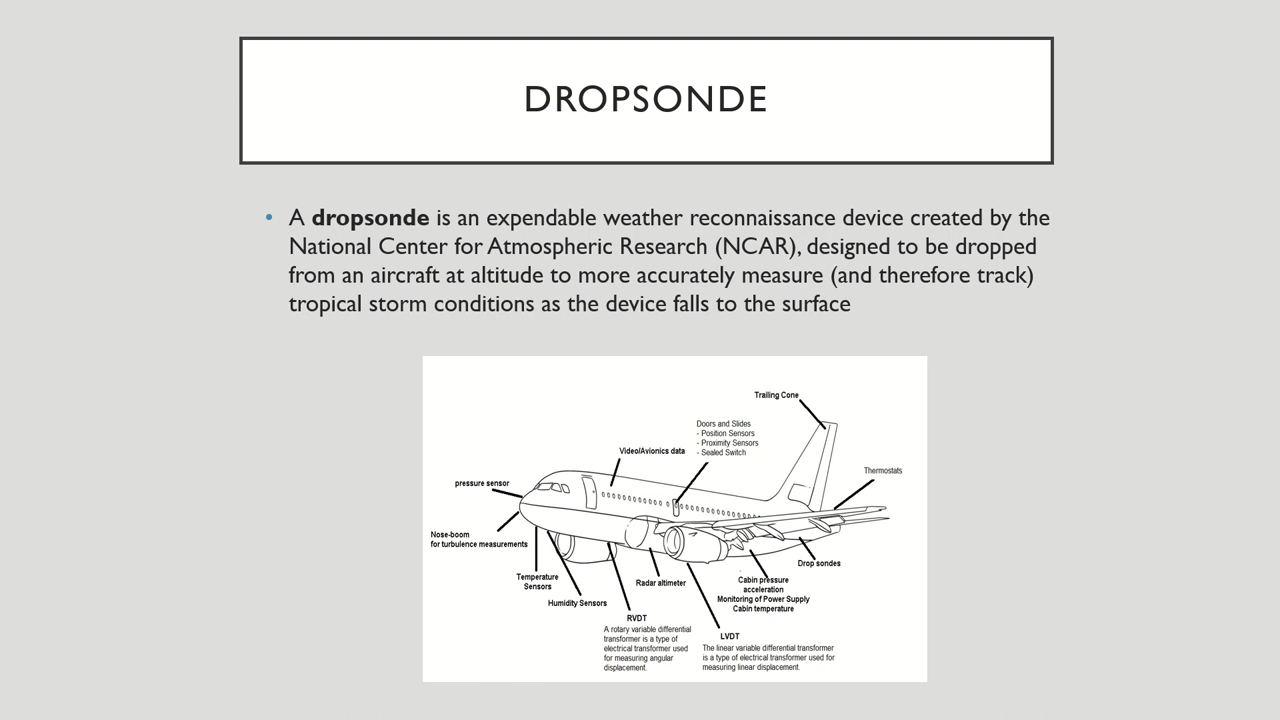 DROPSONDE
• A dropsonde is an expendable weather reconnaissance device created by the
National Center for Atmospheric Research (NCAR), designed to be dropped
from an aircraft at altitude to more accurately measure (and therefore track)
tropical storm conditions as the device falls to the surface
Trailing Cone
Doors and Slides
- Position Sensors
- Proximity Sensors
- Sealed Switch
Video/Avionics data
Thermostats
pressure sensor
Nose-boom
for turbulence measurements
Temperature
Sensors
Humidity Sensors
Radar altimeter
Drop sondes
Cabin pressure
acceleration
Monitoring of Power Supply
Cabin temperature
RVDT
A rotary variable differential
transformer is a type of
electrical transformer used
for measuring angular
displacement.
LVDT
The linear variable differential transformer
is a type of electrical transformer used for
measuring linear displacement.